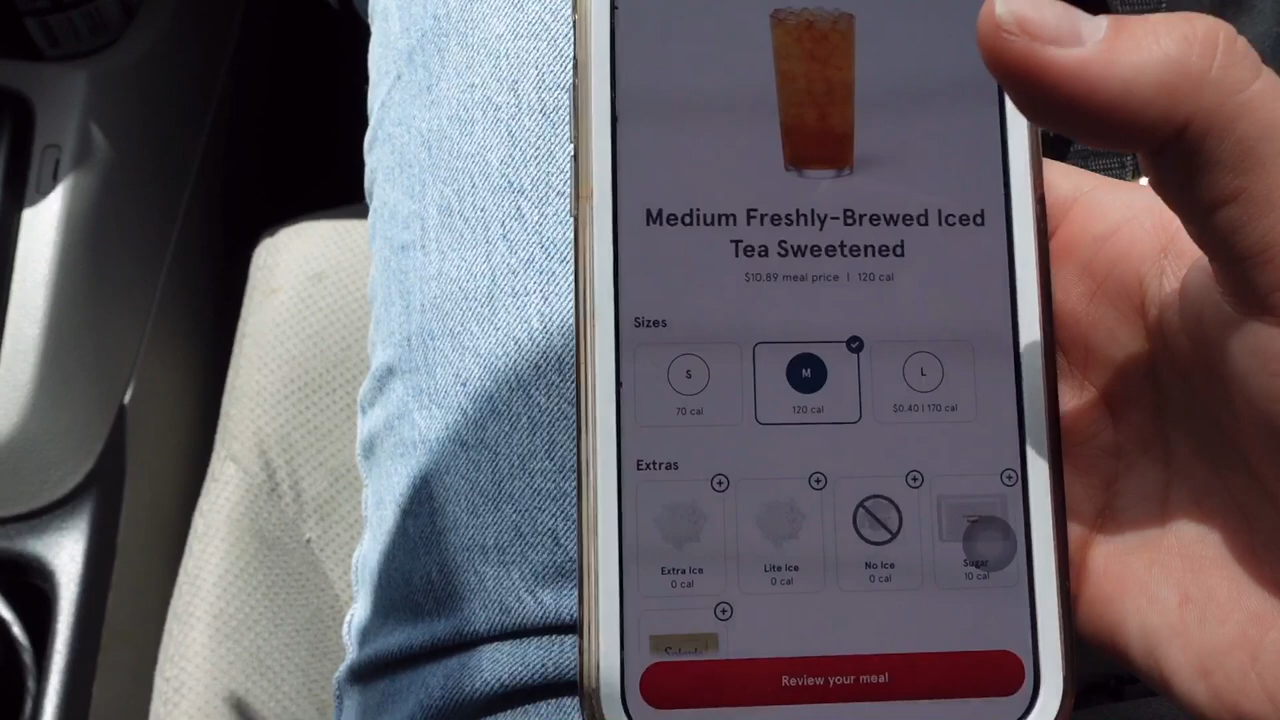 Medium Freshly-Brewed Iced
Tea Sweetened
$10.89 meal price | 120 cal
Sizes
S
M
L
70 cal
120 cal
$0.40 | 170 cal
Extras
Extra Ice
0 cal
Lite Ice
0 cal
No Ice
0 cal
Sugar
10 cal
Review your meal